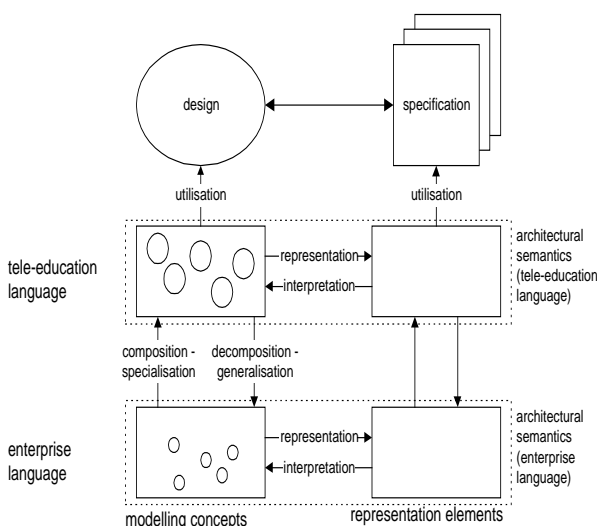 design
specification
utilisation
utilisation
tele-education
language
representation
interpretation
architectural
semantics
(tele-education
language)
composition -
specialisation
decomposition -
generalisation
enterprise
language
representation
interpretation
architectural
semantics
(enterprise
language)
modelling concepts
representation elements